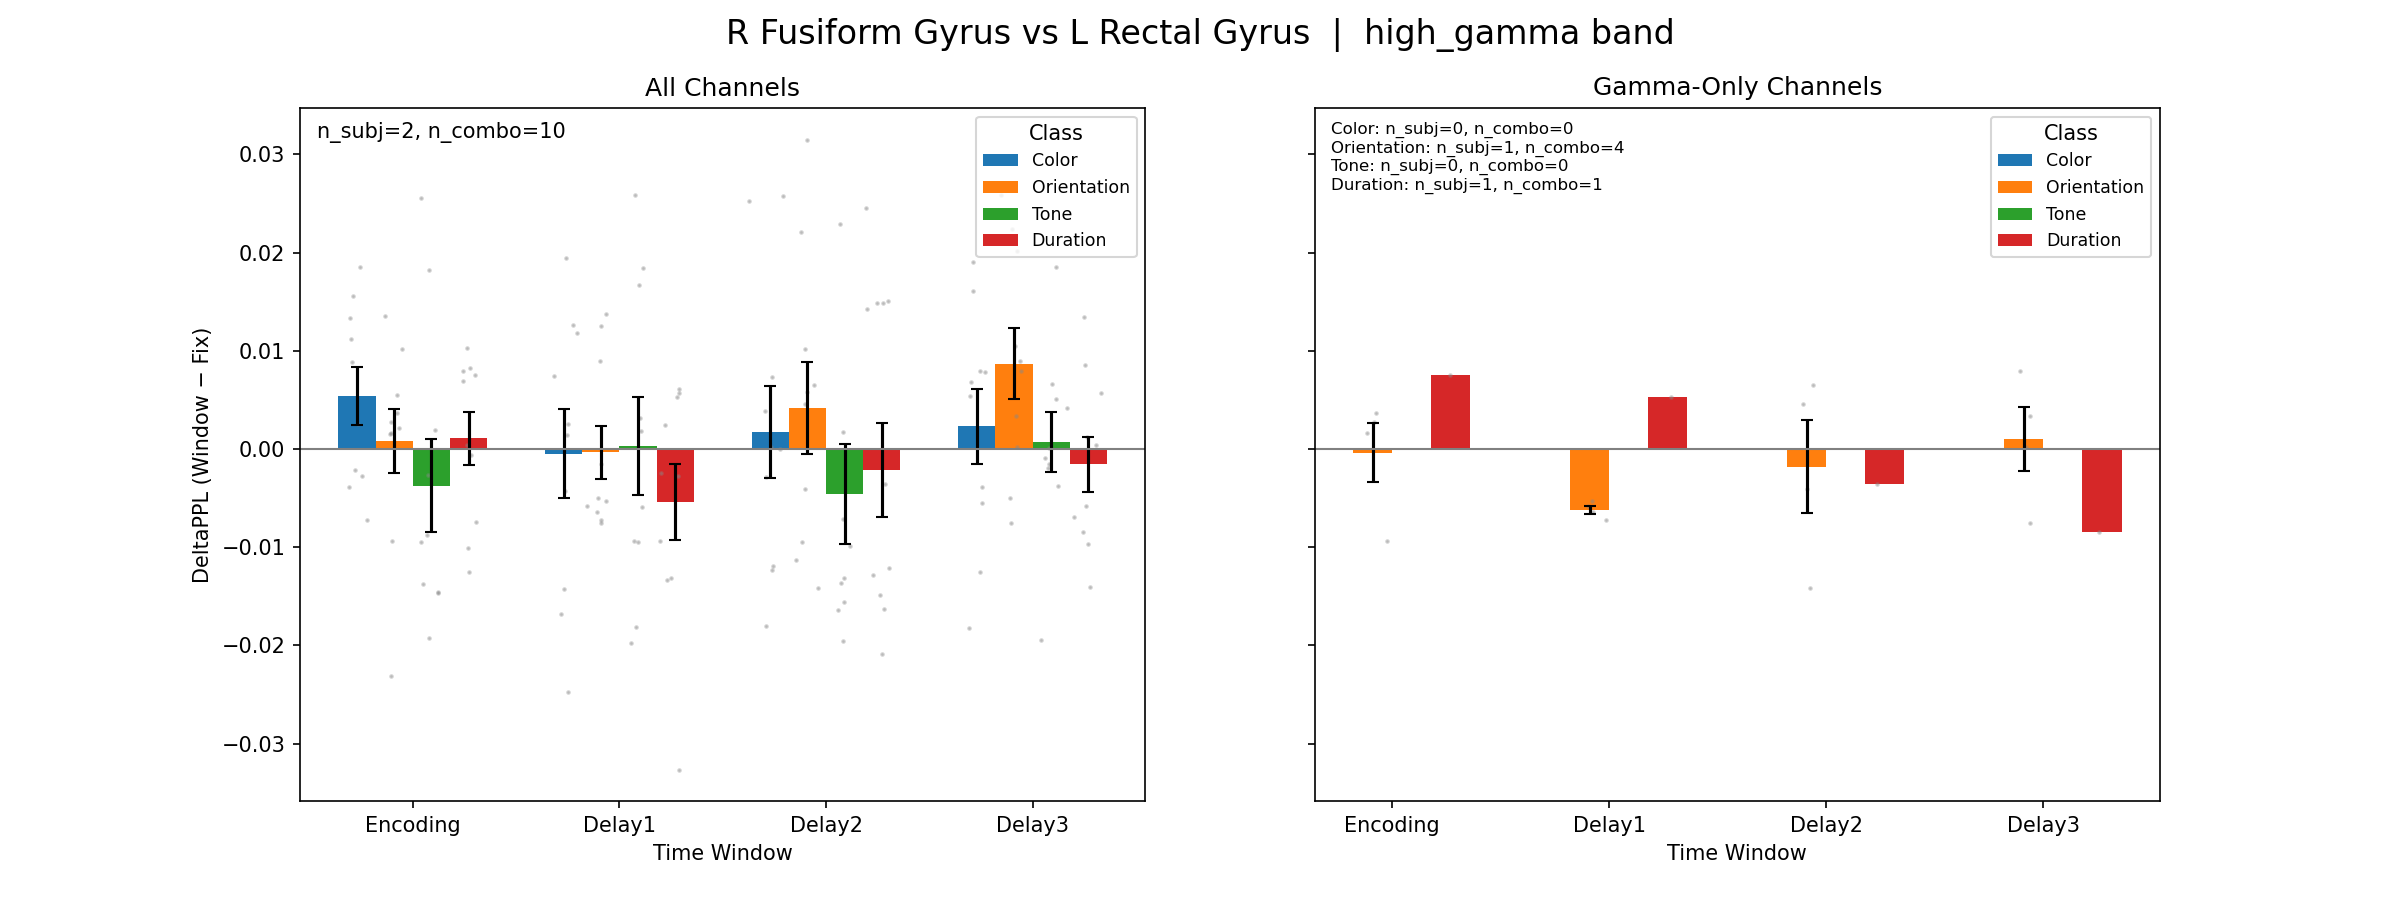 R Fusiform Gyrus vs L Rectal Gyrus | high_gamma band
All Channels
n_subj=2, n_combo=10
Class
Color
Orientation
Tone
Duration
0.03
0.02
0.01
0.00
−0.01
−0.02
−0.03
DeltaPPL (Window − Fix)
Encoding
Delay1
Delay2
Delay3
Time Window
Gamma-Only Channels
Color: n_subj=0, n_combo=0
Orientation: n_subj=1, n_combo=4
Tone: n_subj=0, n_combo=0
Duration: n_subj=1, n_combo=1
Class
Color
Orientation
Tone
Duration
Encoding
Delay1
Delay2
Delay3
Time Window